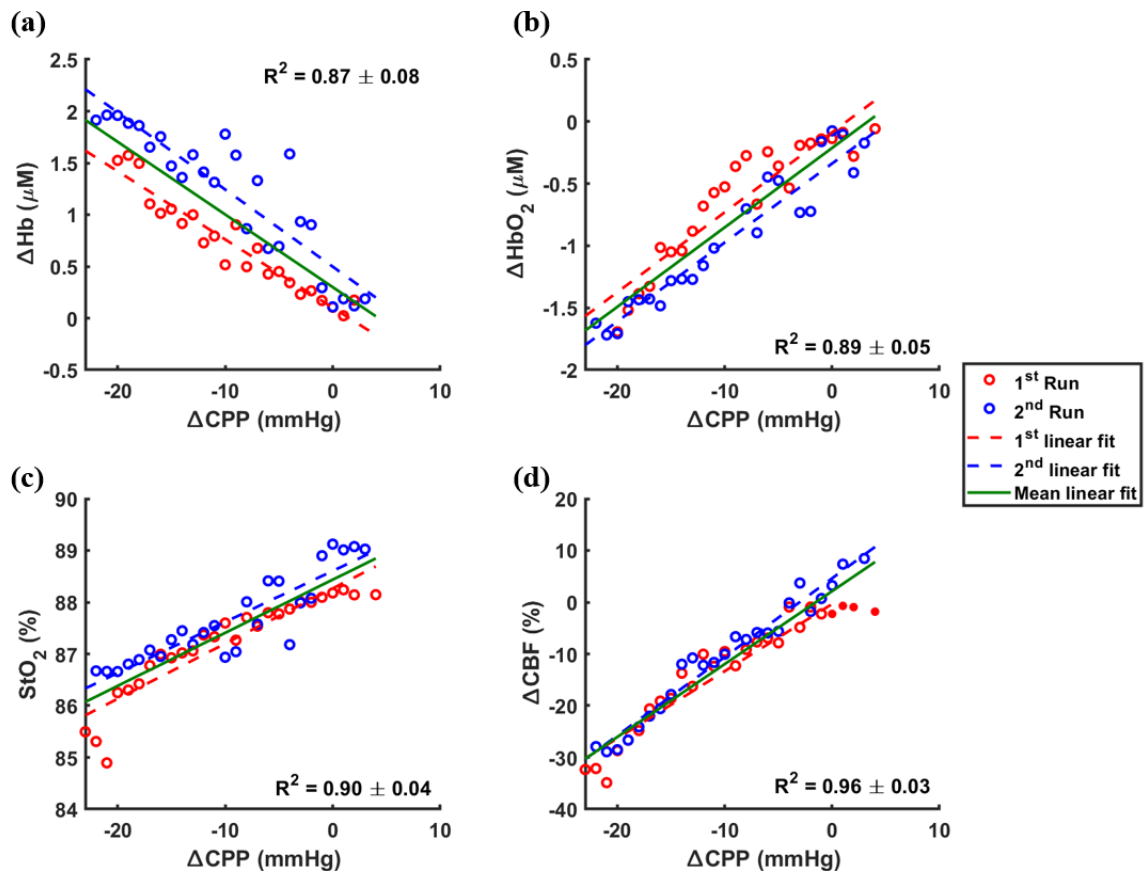 (a)
2.5
2
1.5
1
0.5
0
-0.5
ΔHb (μM)
R² = 0.87 ± 0.08
-20 -10 0 10
ΔCPP (mmHg)
(b)
0.5
0
-0.5
-1
-1.5
-2
ΔHbO₂ (μM)
R² = 0.89 ± 0.05
-20 -10 0 10
ΔCPP (mmHg)
1st Run
2nd Run
1st linear fit
2nd linear fit
Mean linear fit
(c)
90
89
88
87
86
85
84
StO₂ (%)
R² = 0.90 ± 0.04
-20 -10 0 10
ΔCPP (mmHg)
(d)
20
10
0
-10
-20
-30
-40
ΔCBF (%)
R² = 0.96 ± 0.03
-20 -10 0 10
ΔCPP (mmHg)